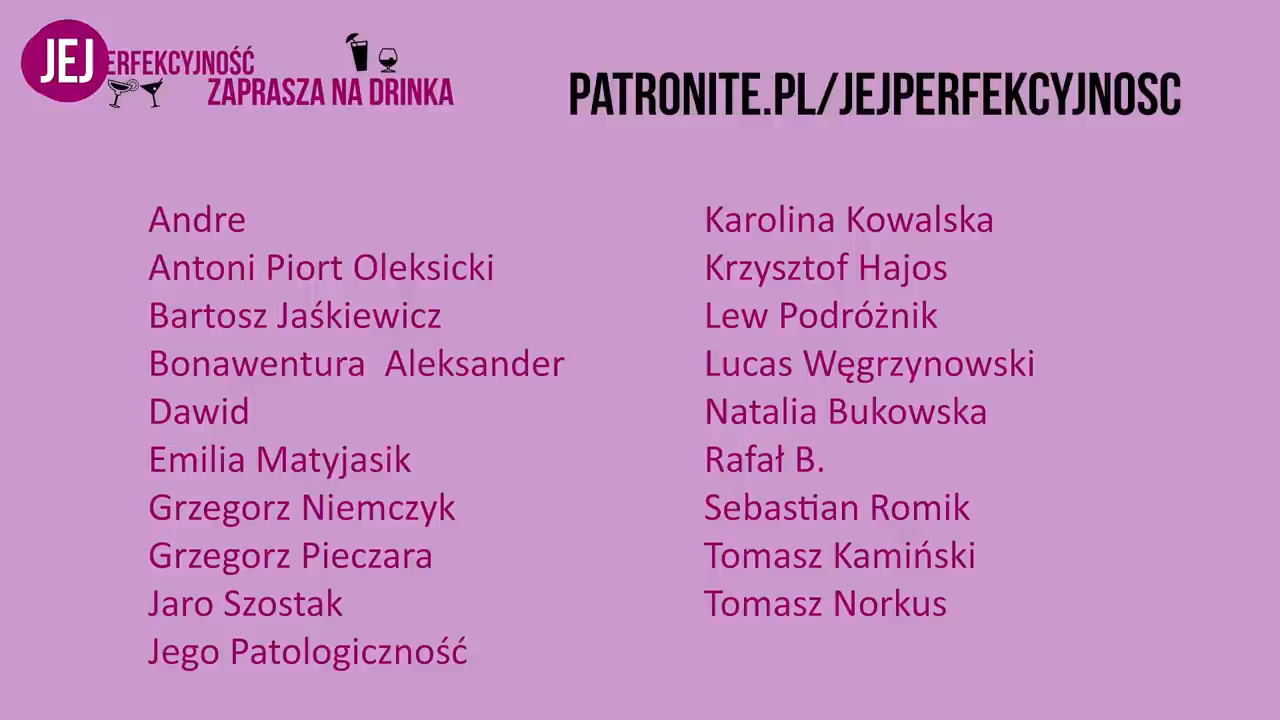 JEJ PERFEKCYJNOŚĆ
ZAPRASZA NA DRINKA
PATRONITE.PL/JEJPERFEKCYJNOSC
Andre
Antoni Piort Oleksicki
Bartosz Jaśkiewicz
Bonawentura  Aleksander
Dawid
Emilia Matyjasik
Grzegorz Niemczyk
Grzegorz Pieczara
Jaro Szostak
Jego Patologiczność
Karolina Kowalska
Krzysztof Hajos
Lew Podróżnik
Lucas Węgrzynowski
Natalia Bukowska
Rafał B.
Sebastian Romik
Tomasz Kamiński
Tomasz Norkus